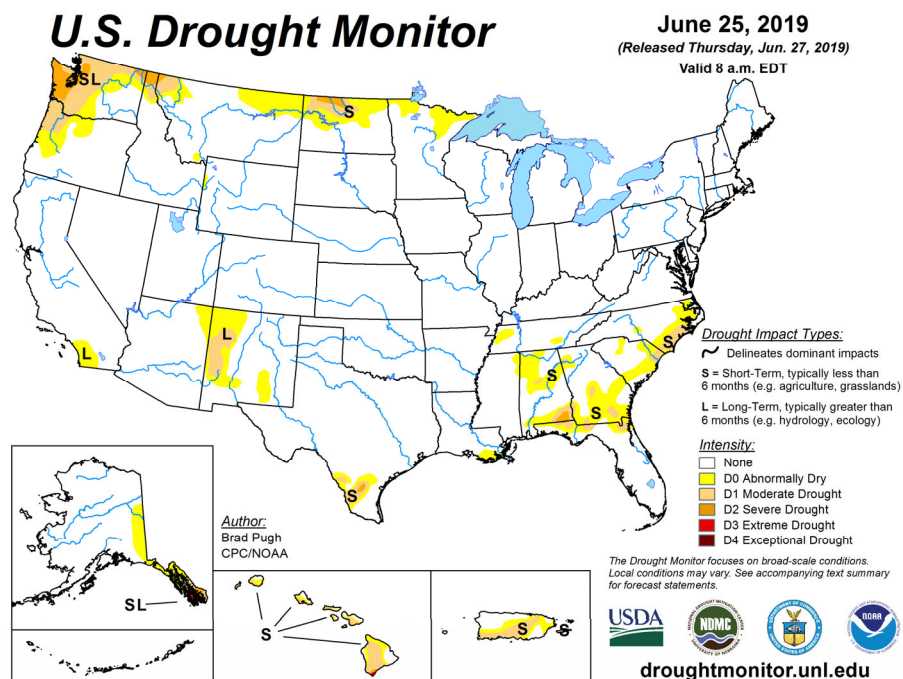 U.S. Drought Monitor
June 25, 2019
(Released Thursday, Jun. 27, 2019)
Valid 8 a.m. EDT
SL
S
L
L
S
S
S
S
Drought Impact Types:
Delineates dominant impacts
S = Short-Term, typically less than
6 months (e.g. agriculture, grasslands)
L = Long-Term, typically greater than
6 months (e.g. hydrology, ecology)
Intensity:
None
D0 Abnormally Dry
D1 Moderate Drought
D2 Severe Drought
D3 Extreme Drought
D4 Exceptional Drought
Author:
Brad Pugh
CPC/NOAA
SL
S
S
S
The Drought Monitor focuses on broad-scale conditions.
Local conditions may vary. See accompanying text summary
for forecast statements.
USDA
NDMC
NOAA
droughtmonitor.unl.edu